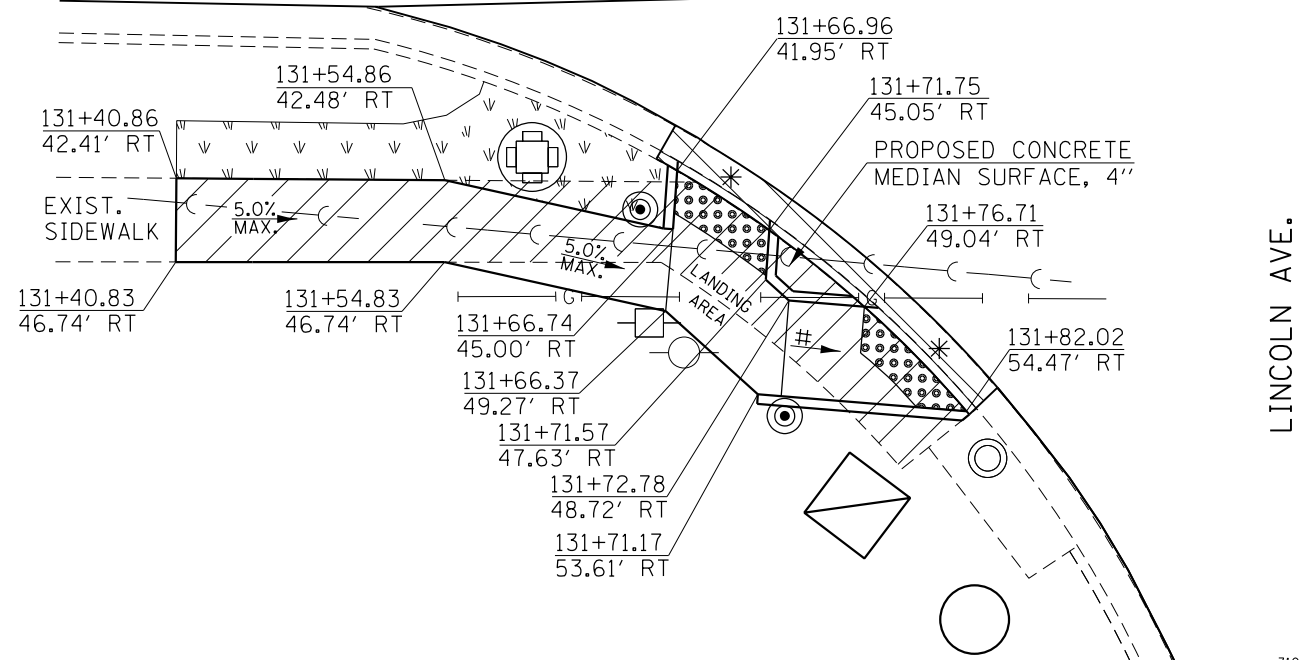 131+66.96
41.95' RT
131+54.86
42.48' RT
131+71.75
45.05' RT
131+40.86
42.41' RT
PROPOSED CONCRETE
MEDIAN SURFACE, 4''
EXIST.
SIDEWALK
5.0%
MAX.
131+76.71
49.04' RT
5.0%
MAX.
LANDING
AREA
G
G
131+40.83
46.74' RT
131+54.83
46.74' RT
131+66.74
45.00' RT
#
131+82.02
54.47' RT
131+66.37
49.27' RT
131+71.57
47.63' RT
131+72.78
48.72' RT
131+71.17
53.61' RT
LINCOLN AVE.